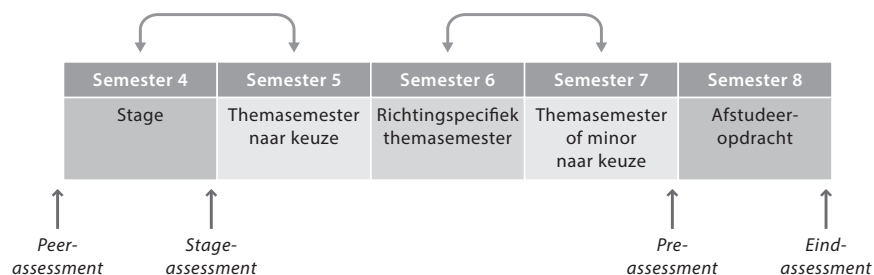 Semester 4 Semester 5 Semester 6 Semester 7 Semester 8
Stage Themasemester Richtingspecifiek Themasemester Afstudeer-
naar keuze themasemester of minor opdracht
naar keuze
Peer- Stage- Pre- Eind-
assessment assessment assessment assessment